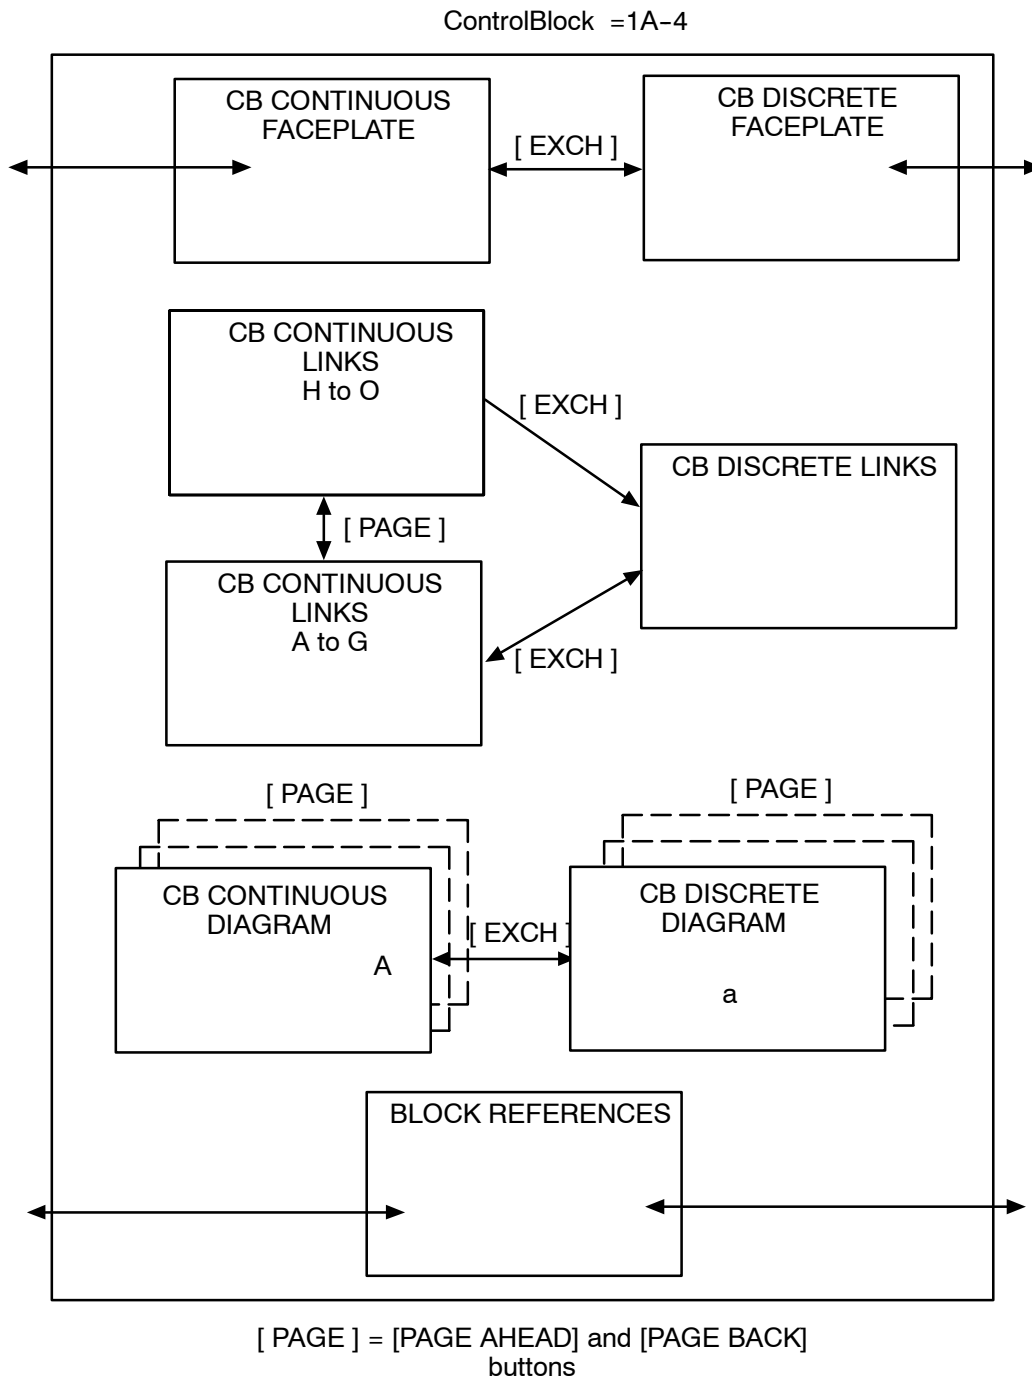 ControlBlock =1A-4
CB CONTINUOUS
FACEPLATE
[ EXCH ]
CB DISCRETE
FACEPLATE
CB CONTINUOUS
LINKS
H to O
[ EXCH ]
CB DISCRETE LINKS
[ PAGE ]
CB CONTINUOUS
LINKS
A to G
[ EXCH ]
[ PAGE ]
[ PAGE ]
CB CONTINUOUS
DIAGRAM
A
[ EXCH ]
CB DISCRETE
DIAGRAM
a
BLOCK REFERENCES
[ PAGE ] = [PAGE AHEAD] and [PAGE BACK]
buttons